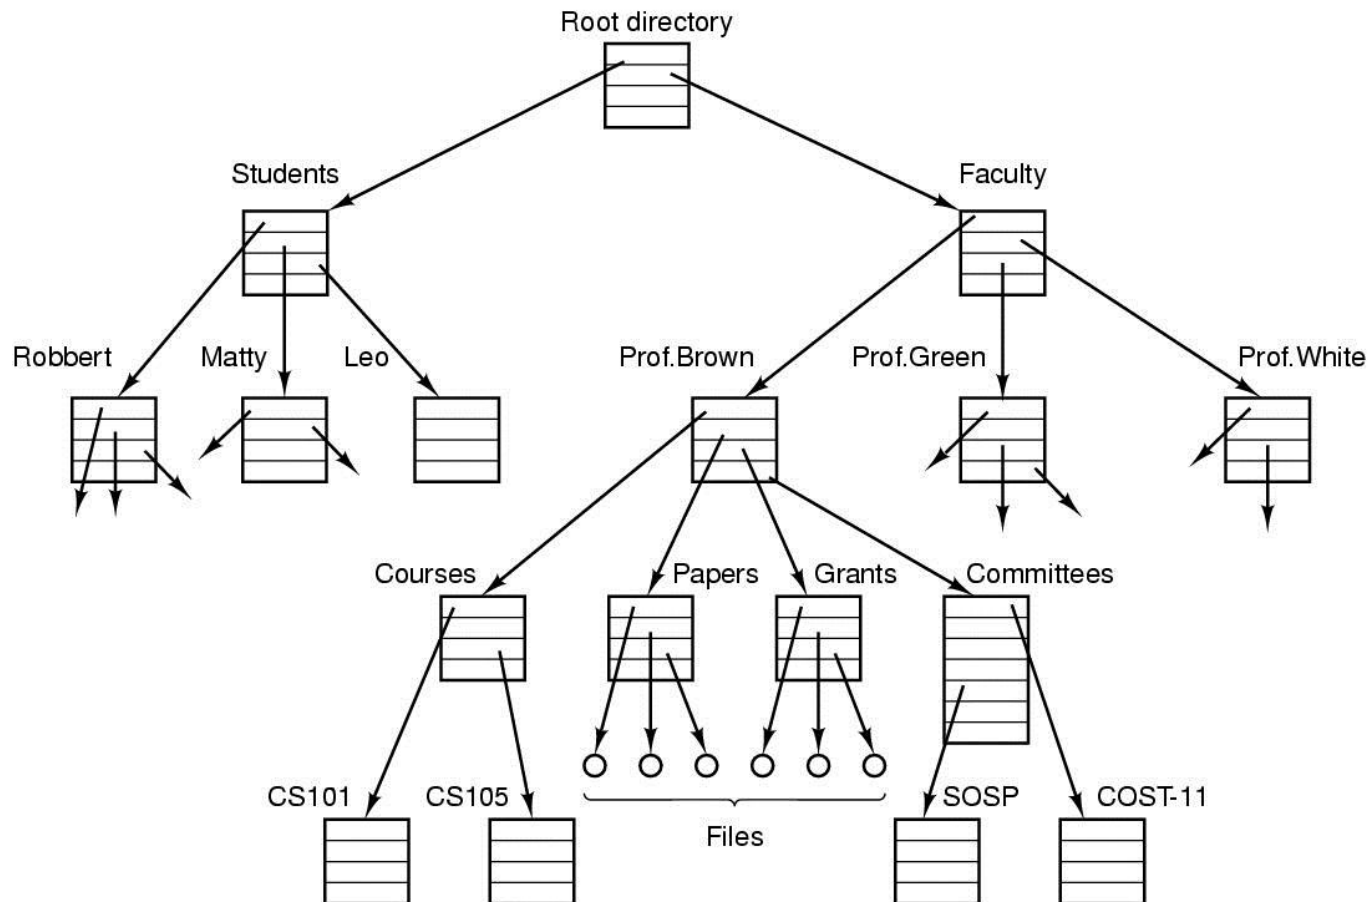 Root directory
Students
Faculty
Robbert
Matty
Leo
Prof.Brown
Prof.Green
Prof.White
Courses
Papers
Grants
Committees
CS101
CS105
SOSP
COST-11
Files